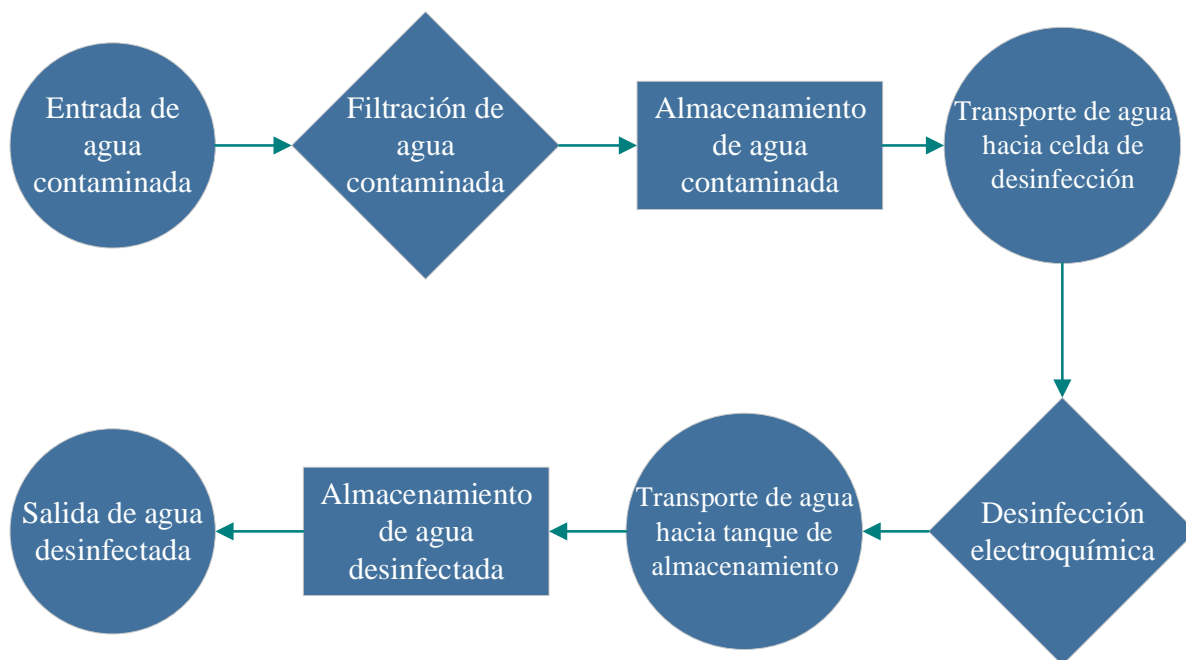 Entrada de
agua
contaminada
Filtración de
agua
contaminada
Almacenamiento
de agua
contaminada
Transporte de agua
hacia celda de
desinfección
Desinfección
electroquímica
Transporte de agua
hacia tanque de
almacenamiento
Almacenamiento
de agua
desinfectada
Salida de agua
desinfectada